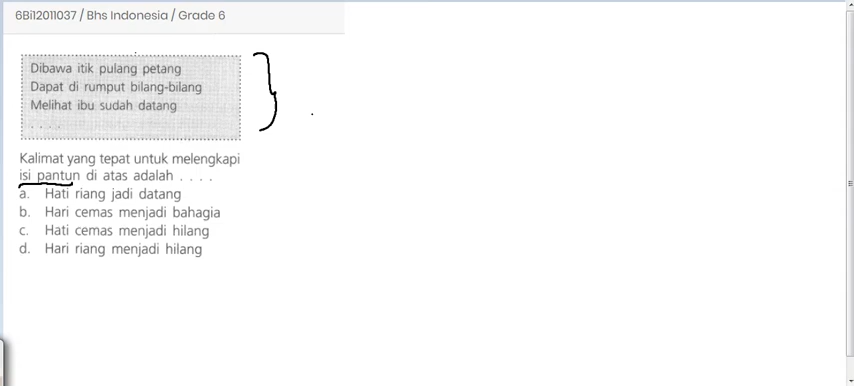 6Bi12011037 / Bhs Indonesia / Grade 6
Dibawa itik pulang petang
Dapat di rumput bilang-bilang
Melihat ibu sudah datang
. . . .
Kalimat yang tepat untuk melengkapi
isi pantun di atas adalah . . . .
a. Hati riang jadi datang
b. Hari cemas menjadi bahagia
c. Hati cemas menjadi hilang
d. Hari riang menjadi hilang